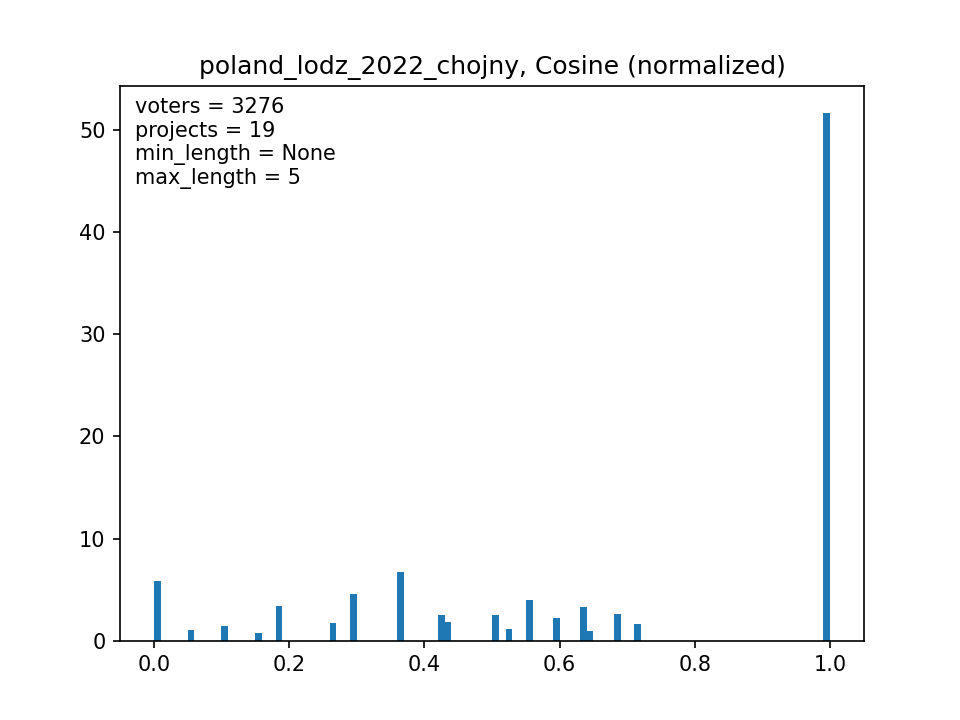 poland_lodz_2022_chojny, Cosine (normalized)
voters = 3276
projects = 19
min_length = None
max_length = 5
50
40
30
20
10
0
0.0 0.2 0.4 0.6 0.8 1.0